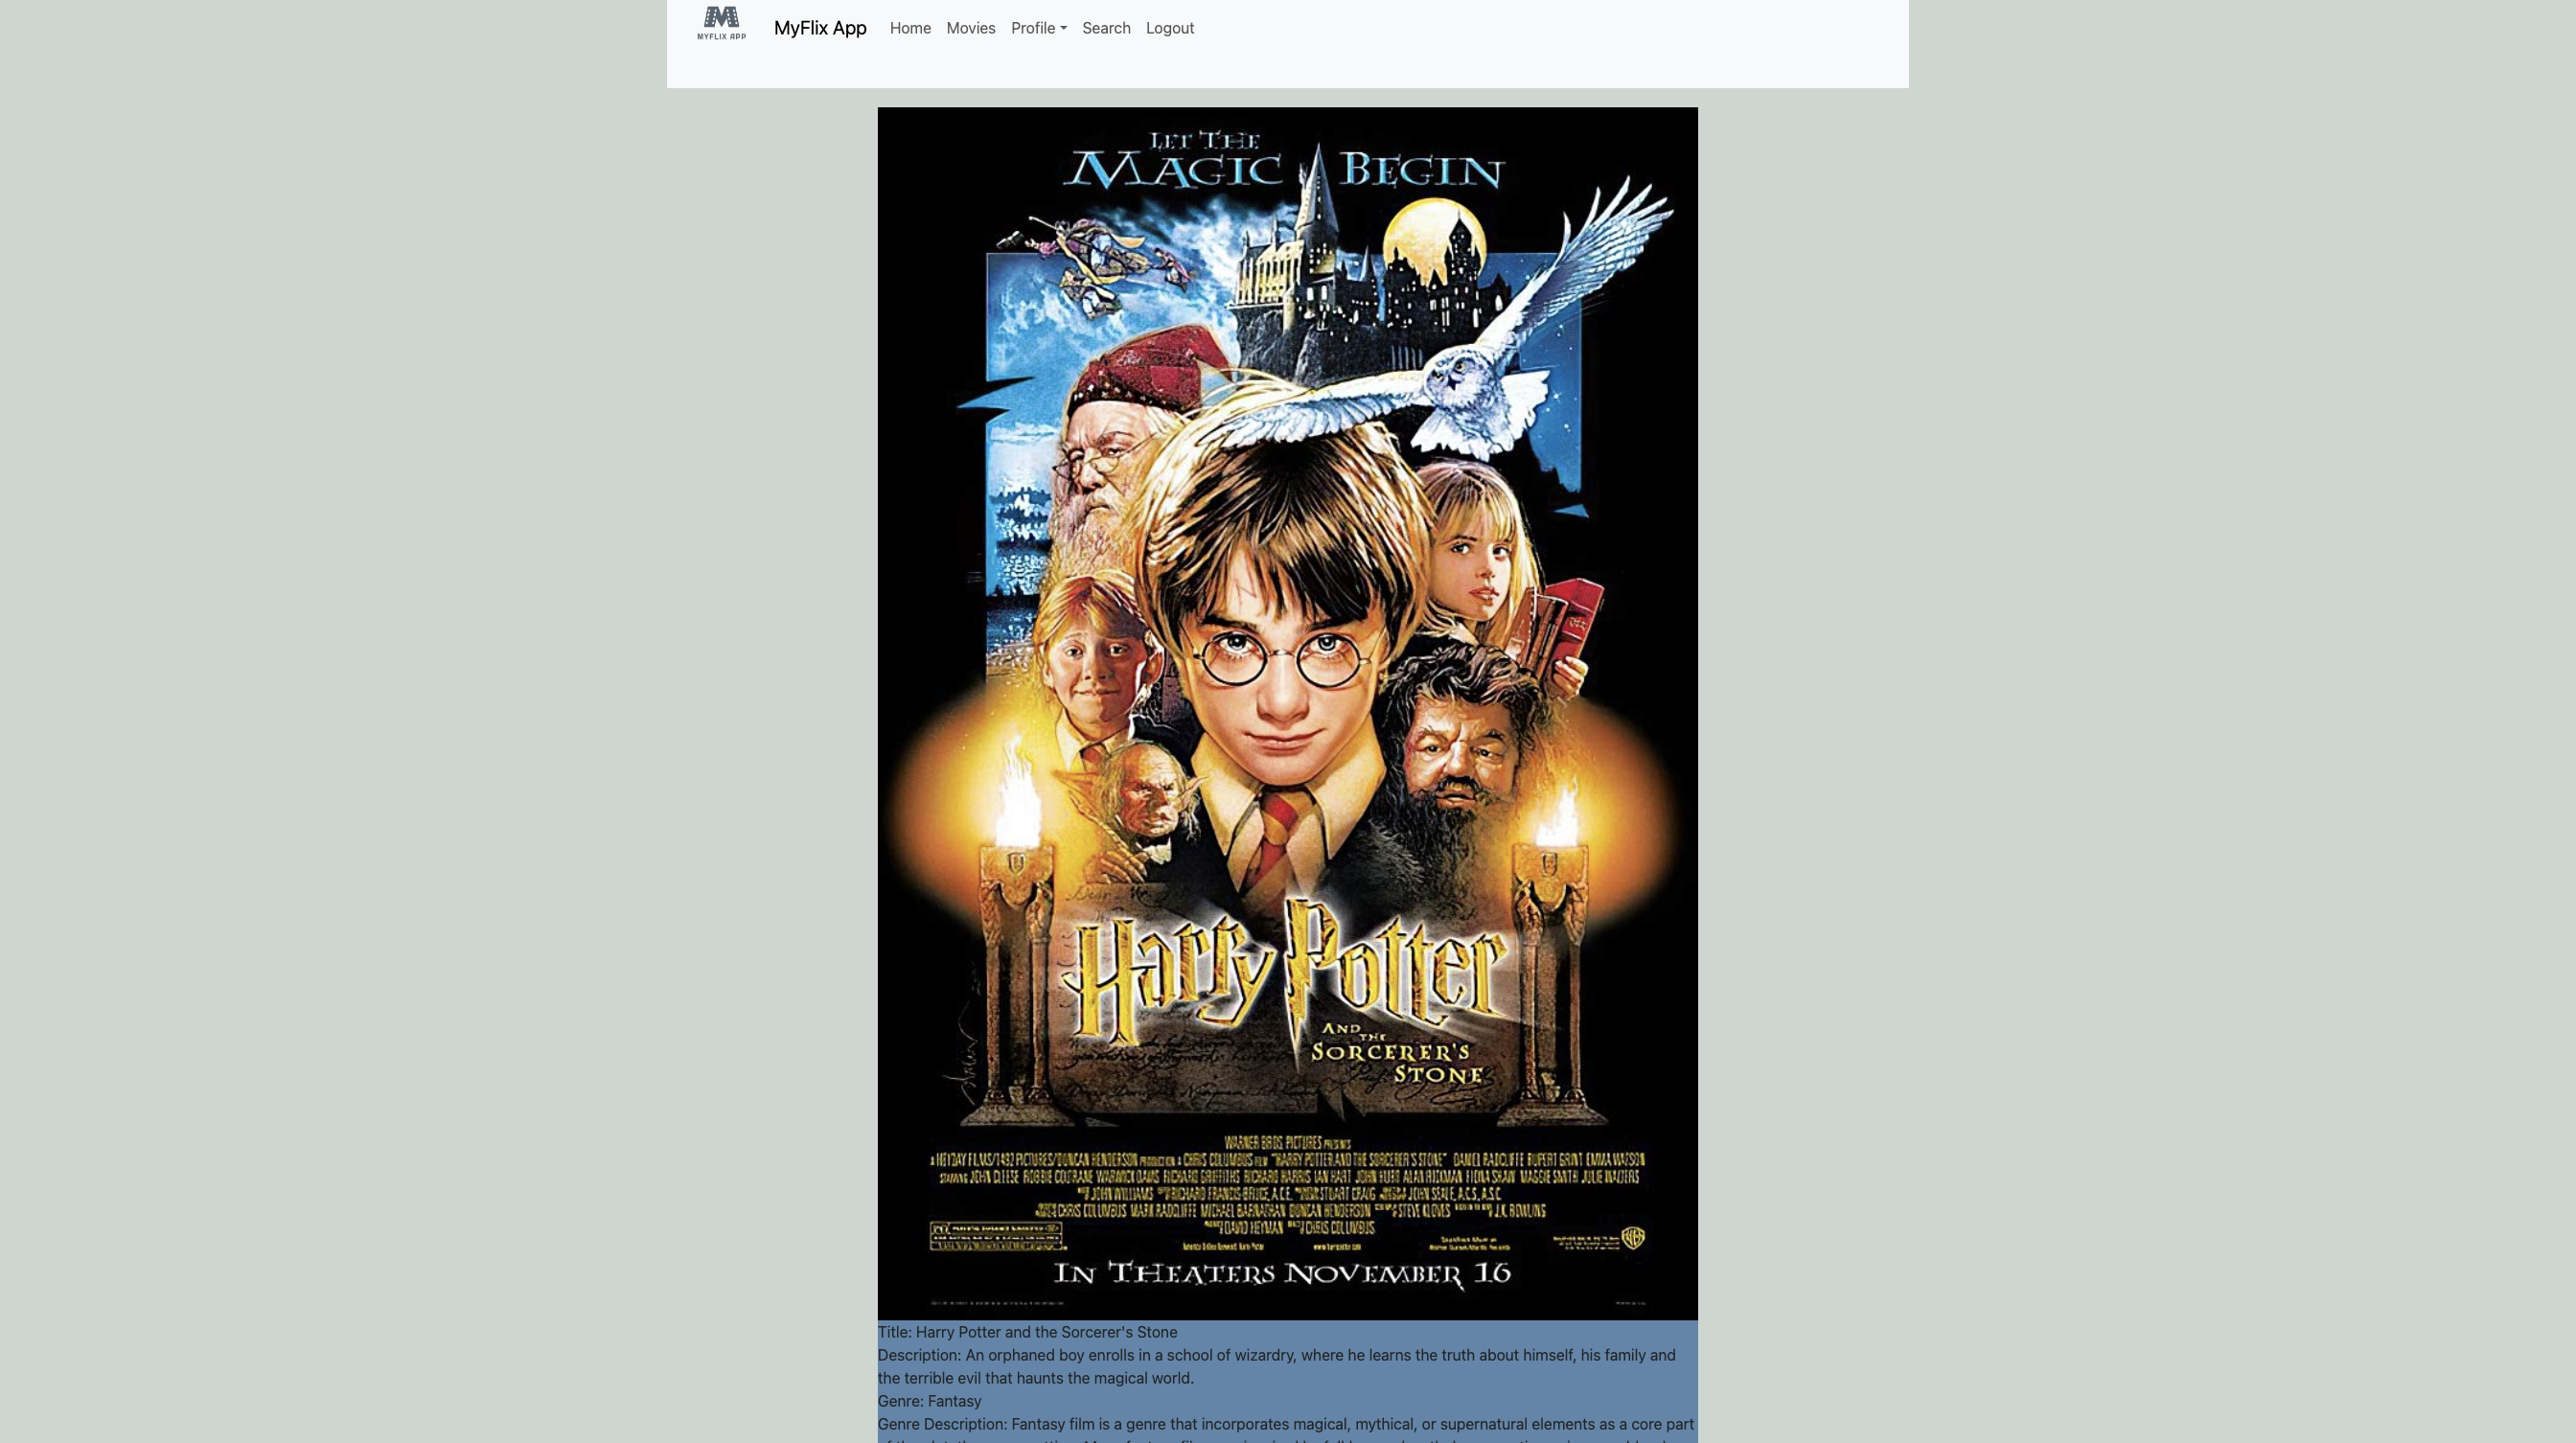 MYFLIX APP
MyFlix App Home Movies Profile Search Logout
LET THE
MAGIC BEGIN
HARRY POTTER
AND THE
SORCERER'S
STONE
WARNER BROS. PICTURES PRESENTS
A HEYDAY FILMS/1492 PICTURES/DUNCAN HENDERSON PRODUCTION A CHRIS COLUMBUS FILM "HARRY POTTER AND THE SORCERER'S STONE" DANIEL RADCLIFFE RUPERT GRINT EMMA WATSON
STARRING JOHN CLEESE ROBBIE COLTRANE WARWICK DAVIS RICHARD GRIFFITHS RICHARD HARRIS IAN HART JOHN HURT ALAN RICKMAN FIONA SHAW MAGGIE SMITH JULIE WALTERS
JOHN WILLIAMS RICHARD FRANCIS-BRUCE, A.C.E. STUART CRAIG JOHN SEALE, A.C.S., A.S.C.
CHRIS COLUMBUS MARK RADCLIFFE MICHAEL BARNATHAN DUNCAN HENDERSON STEVE KLOVES J.K. ROWLING
DAVID HEYMAN CHRIS COLUMBUS
PG
IN THEATERS NOVEMBER 16
Title: Harry Potter and the Sorcerer's Stone
Description: An orphaned boy enrolls in a school of wizardry, where he learns the truth about himself, his family and
the terrible evil that haunts the magical world.
Genre: Fantasy
Genre Description: Fantasy film is a genre that incorporates magical, mythical, or supernatural elements as a core part